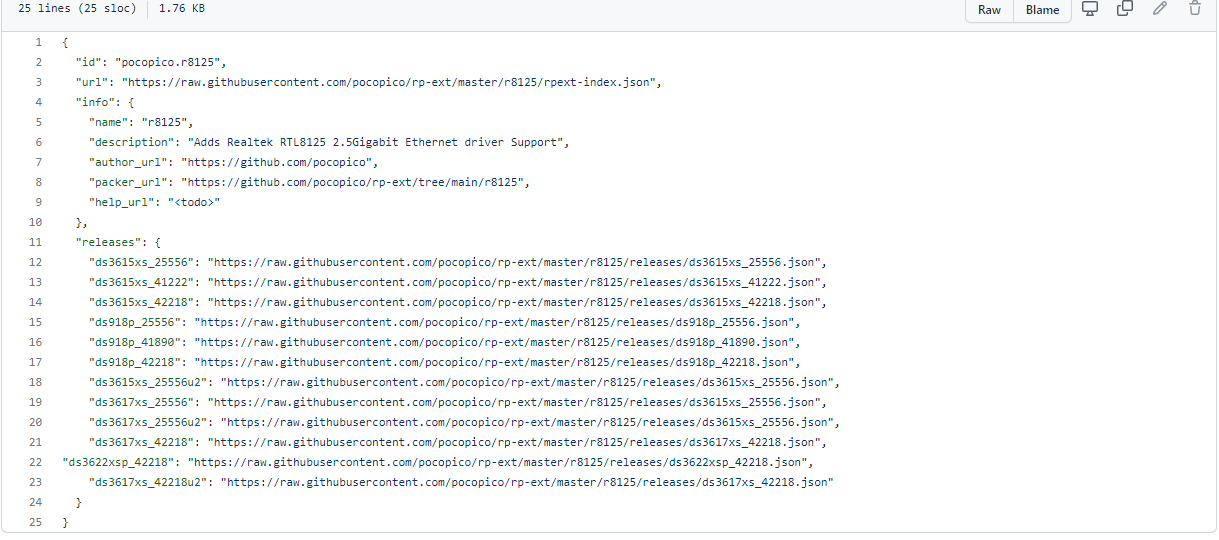 25 lines (25 sloc) 1.76 KB Raw Blame
1 {
2 "id": "pocopico.r8125",
3 "url": "https://raw.githubusercontent.com/pocopico/rp-ext/master/r8125/rpext-index.json",
4 "info": {
5 "name": "r8125",
6 "description": "Adds Realtek RTL8125 2.5Gigabit Ethernet driver Support",
7 "author_url": "https://github.com/pocopico",
8 "packer_url": "https://github.com/pocopico/rp-ext/tree/main/r8125",
9 "help_url": "<todo>"
10 },
11 "releases": {
12 "ds3615xs_25556": "https://raw.githubusercontent.com/pocopico/rp-ext/master/r8125/releases/ds3615xs_25556.json",
13 "ds3615xs_41222": "https://raw.githubusercontent.com/pocopico/rp-ext/master/r8125/releases/ds3615xs_41222.json",
14 "ds3615xs_42218": "https://raw.githubusercontent.com/pocopico/rp-ext/master/r8125/releases/ds3615xs_42218.json",
15 "ds918p_25556": "https://raw.githubusercontent.com/pocopico/rp-ext/master/r8125/releases/ds918p_25556.json",
16 "ds918p_41890": "https://raw.githubusercontent.com/pocopico/rp-ext/master/r8125/releases/ds918p_41890.json",
17 "ds918p_42218": "https://raw.githubusercontent.com/pocopico/rp-ext/master/r8125/releases/ds918p_42218.json",
18 "ds3615xs_25556u2": "https://raw.githubusercontent.com/pocopico/rp-ext/master/r8125/releases/ds3615xs_25556.json",
19 "ds3617xs_25556": "https://raw.githubusercontent.com/pocopico/rp-ext/master/r8125/releases/ds3615xs_25556.json",
20 "ds3617xs_25556u2": "https://raw.githubusercontent.com/pocopico/rp-ext/master/r8125/releases/ds3615xs_25556.json",
21 "ds3617xs_42218": "https://raw.githubusercontent.com/pocopico/rp-ext/master/r8125/releases/ds3617xs_42218.json",
22 "ds3622xsp_42218": "https://raw.githubusercontent.com/pocopico/rp-ext/master/r8125/releases/ds3622xsp_42218.json",
23 "ds3617xs_42218u2": "https://raw.githubusercontent.com/pocopico/rp-ext/master/r8125/releases/ds3617xs_42218.json"
24 }
25 }